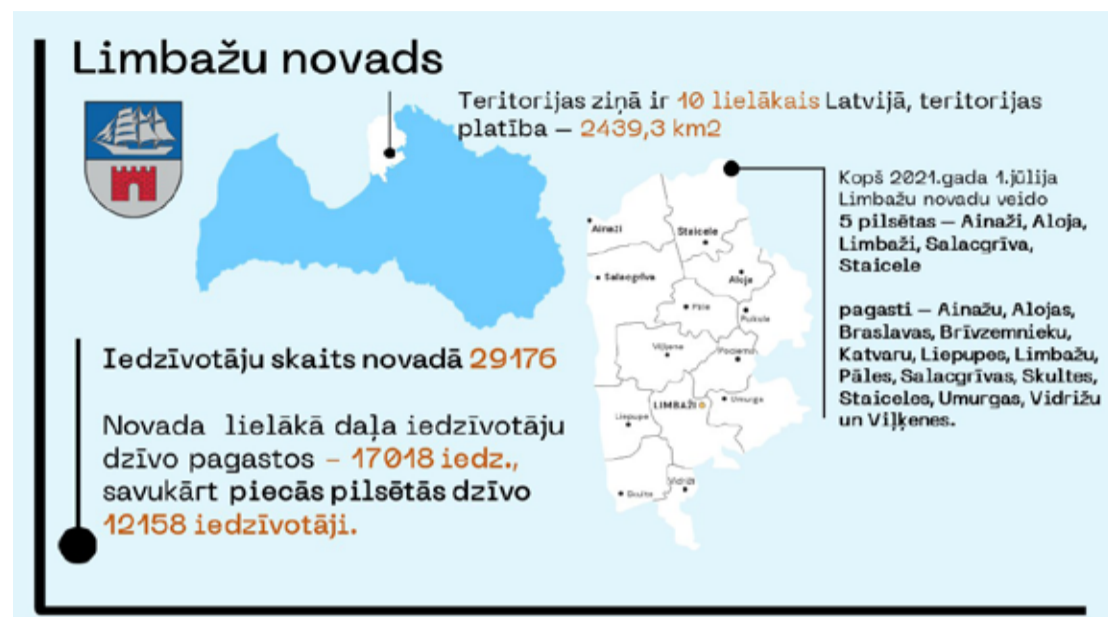 Limbažu novads
Teritorijas ziņā ir 10 lielākais Latvijā, teritorijas
platība – 2439,3 km2
Kopš 2021.gada 1.jūlija
Limbažu novadu veido
5 pilsētas – Ainaži, Aloja,
Limbaži, Salacgrīva,
Staicele
pagasti – Ainažu, Alojas,
Braslavas, Brīvzemnieku,
Katvaru, Liepupes, Limbažu,
Pāles, Salacgrīvas, Skultes,
Staiceles, Umurgas, Vidrižu
un Viļķenes.
Ainaži
Staicele
Salacgrīva
Aloja
Pāle
Puikule
Viļķene
Pociems
LIMBAŽI
Umurga
Liepupe
Vidriži
Skulte
Iedzīvotāju skaits novadā 29176
Novada lielākā daļa iedzīvotāju
dzīvo pagastos – 17018 iedz.,
savukārt piecās pilsētās dzīvo
12158 iedzīvotāji.